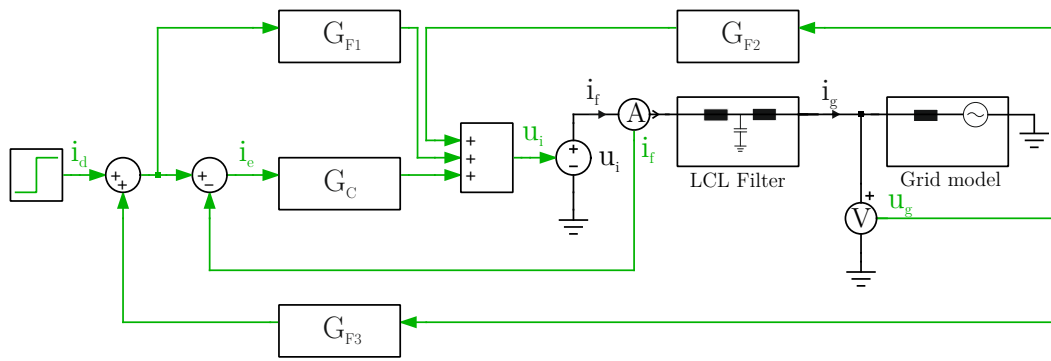 G_F1
G_F2
i_f
A
i_g
i_d
+
+
+
i_e
+
−
G_C
+
+
+
u_i
+
−
u_i
i_f
LCL Filter
Grid model
+
V
u_g
G_F3